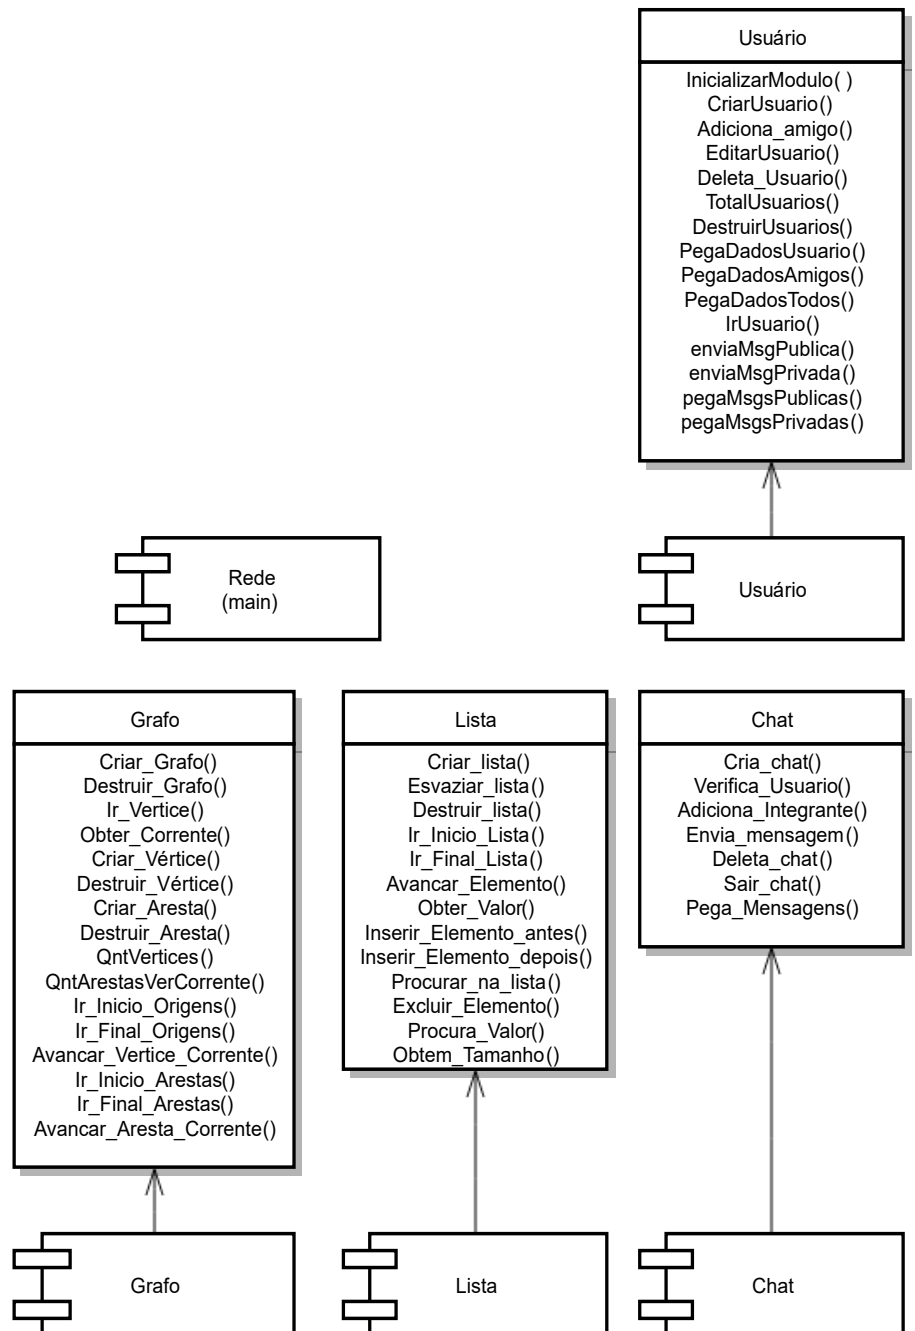 Usuário
InicializarModulo( )
CriarUsuario()
Adiciona_amigo()
EditarUsuario()
Deleta_Usuario()
TotalUsuarios()
DestruirUsuarios()
PegaDadosUsuario()
PegaDadosAmigos()
PegaDadosTodos()
IrUsuario()
enviaMsgPublica()
enviaMsgPrivada()
pegaMsgsPublicas()
pegaMsgsPrivadas()
Rede
(main)
Usuário
Grafo
Criar_Grafo()
Destruir_Grafo()
Ir_Vertice()
Obter_Corrente()
Criar_Vértice()
Destruir_Vértice()
Criar_Aresta()
Destruir_Aresta()
QntVertices()
QntArestasVerCorrente()
Ir_Inicio_Origens()
Ir_Final_Origens()
Avancar_Vertice_Corrente()
Ir_Inicio_Arestas()
Ir_Final_Arestas()
Avancar_Aresta_Corrente()
Lista
Criar_lista()
Esvaziar_lista()
Destruir_lista()
Ir_Inicio_Lista()
Ir_Final_Lista()
Avancar_Elemento()
Obter_Valor()
Inserir_Elemento_antes()
Inserir_Elemento_depois()
Procurar_na_lista()
Excluir_Elemento()
Procura_Valor()
Obtem_Tamanho()
Chat
Cria_chat()
Verifica_Usuario()
Adiciona_Integrante()
Envia_mensagem()
Deleta_chat()
Sair_chat()
Pega_Mensagens()
Grafo
Lista
Chat